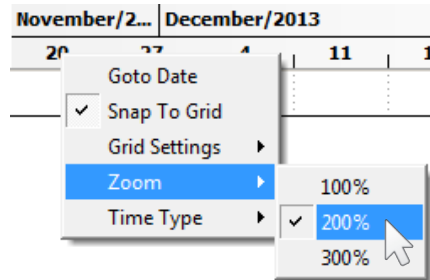 November/2... December/2013
20 27 4 11 1
Goto Date
Snap To Grid
Grid Settings
Zoom
Time Type
100%
200%
300%